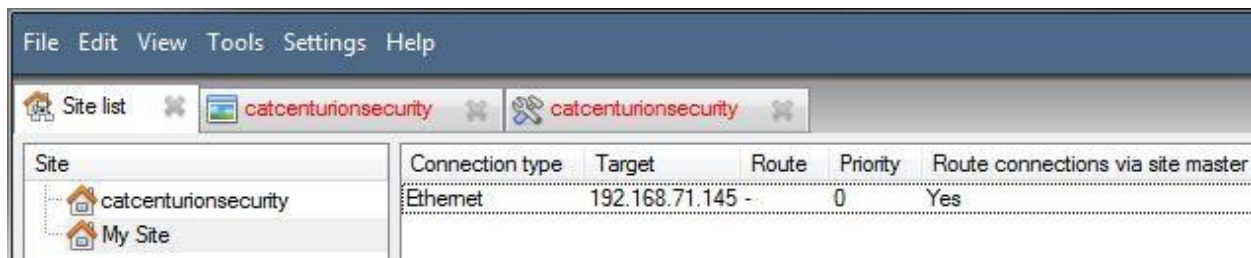 File Edit View Tools Settings Help
Site list catcenturionsecurity catcenturionsecurity
Site Connection type Target Route Priority Route connections via site master
catcenturionsecurity Ethernet 192.168.71.145 - 0 Yes
My Site